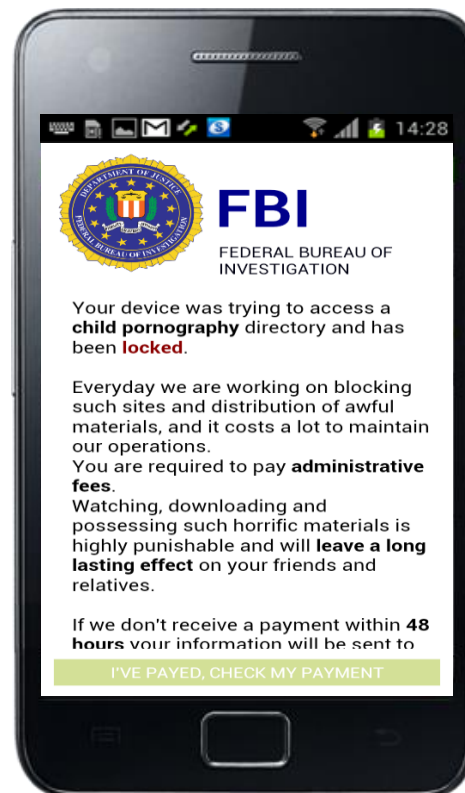 14:28
DEPARTMENT OF JUSTICE
FEDERAL BUREAU OF INVESTIGATION
FBI
FEDERAL BUREAU OF
INVESTIGATION
Your device was trying to access a
child pornography directory and has
been locked.
Everyday we are working on blocking
such sites and distribution of awful
materials, and it costs a lot to maintain
our operations.
You are required to pay administrative
fees.
Watching, downloading and
possessing such horrific materials is
highly punishable and will leave a long
lasting effect on your friends and
relatives.
If we don't receive a payment within 48
hours your information will be sent to
I'VE PAYED, CHECK MY PAYMENT